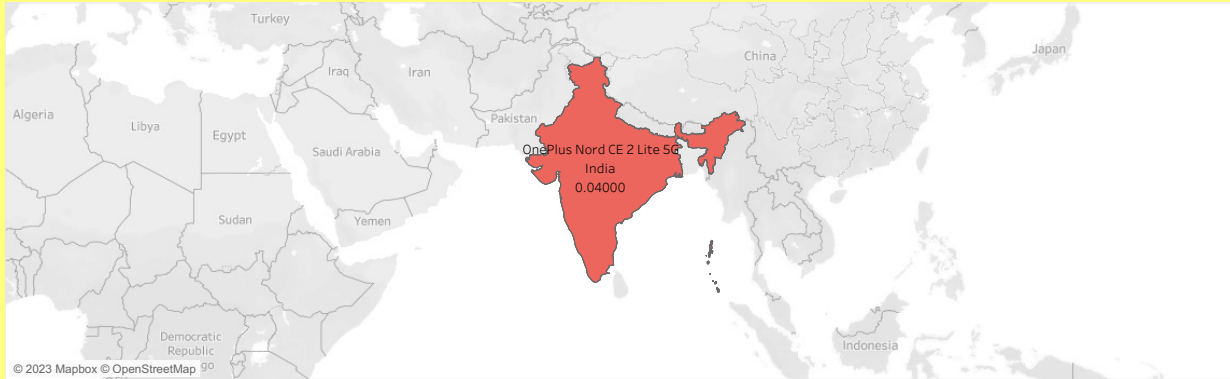 Turkey
Japan
China
Iraq
Iran
Algeria
Pakistan
Libya
Egypt
OnePlus Nord CE 2 Lite 5G
Saudi Arabia
India
0.04000
Sudan
Yemen
Democratic
Republic
Indonesia
© 2023 Mapbox © OpenStreetMap